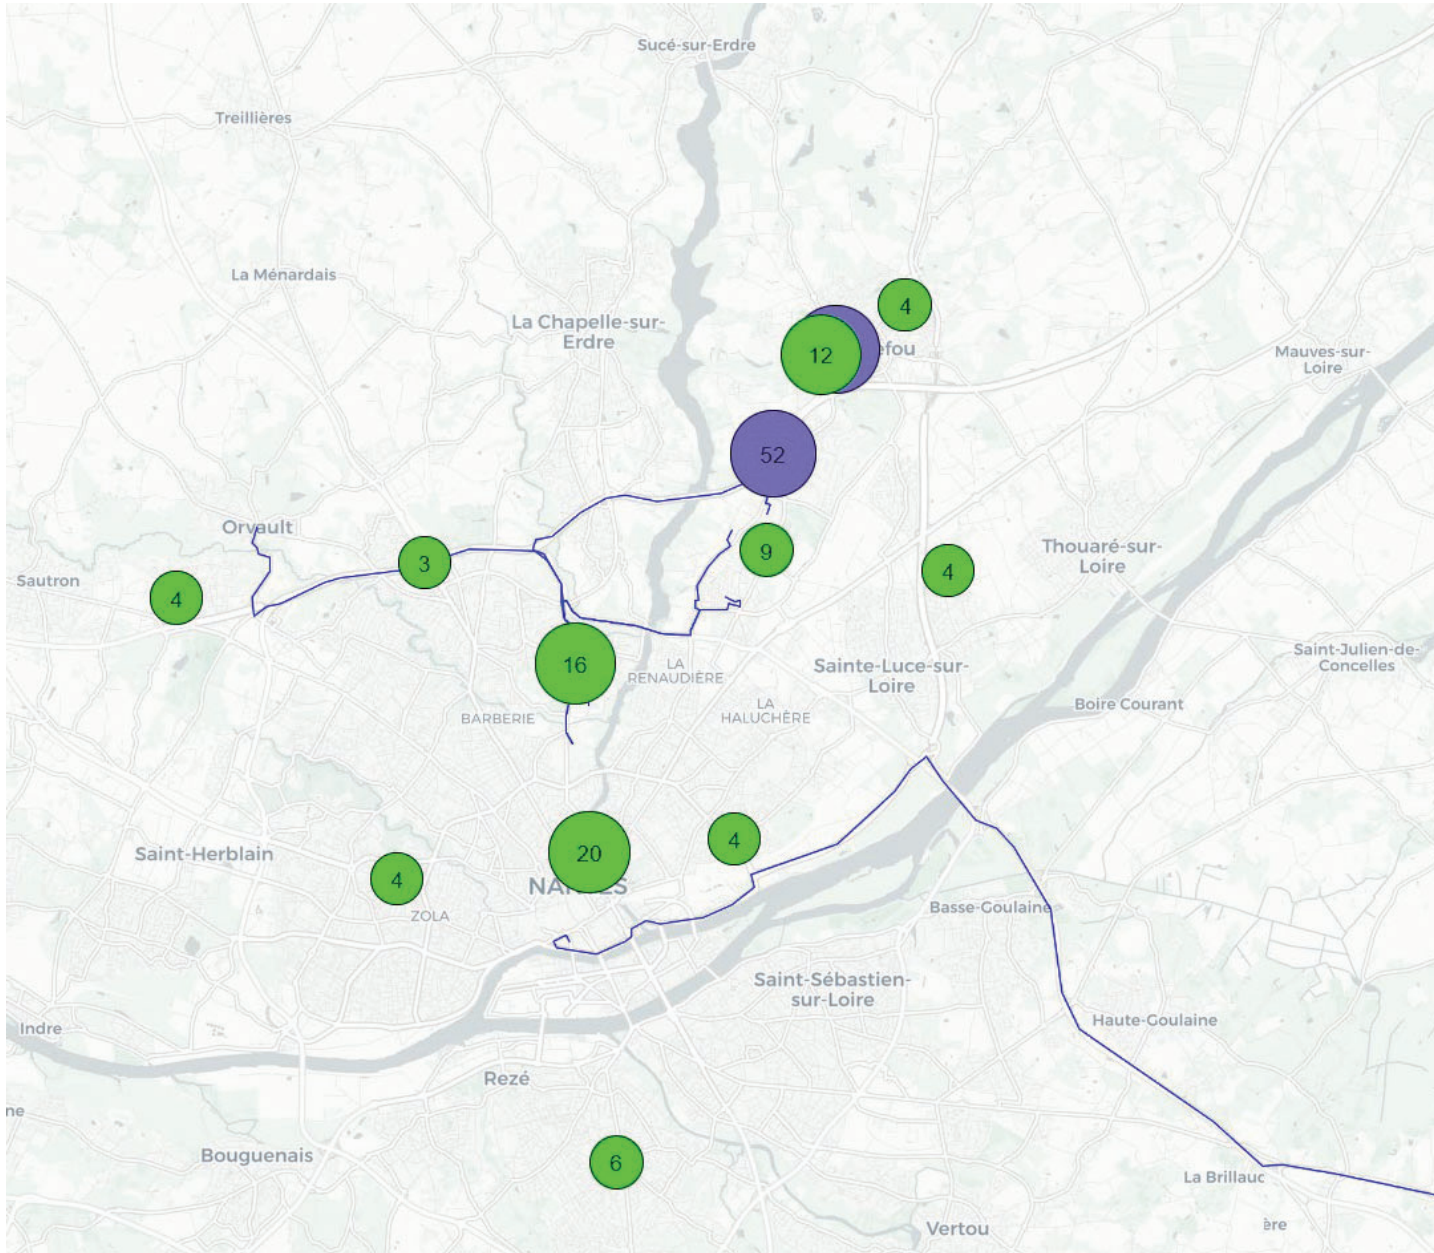 Sucé-sur-Erdre
Treillières
La Ménardais
4
La Chapelle-sur-
Erdre
12
efou
Mauves-sur-
Loire
52
Orvault
3
9
4
Thouaré-sur-
Loire
Sautron
4
16
LA
RENAUDIÈRE
Sainte-Luce-sur-
Loire
Saint-Julien-de-
Concelles
BARBERIE
LA
HALUCHÈRE
Boire Courant
20
4
Saint-Herblain
4
NANTES
ZOLA
Basse-Goulaine
Saint-Sébastien-
sur-Loire
Indre
Haute-Goulaine
Rezé
ne
Bouguenais
6
La Brillauc
Vertou
ère